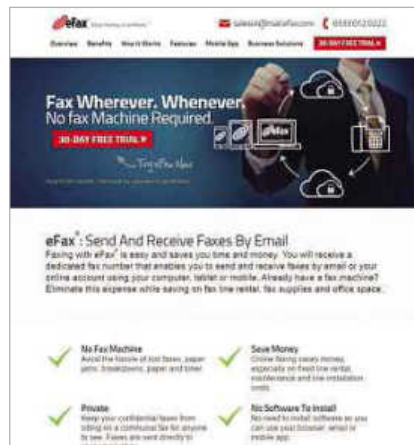 eFax
Overview Benefits How It Works Features Mobile App Business Solutions 30-DAY FREE TRIAL
Fax Wherever. Whenever.
No fax Machine Required.
30-DAY FREE TRIAL
Try eFax Now
eFax®: Send And Receive Faxes By Email
Faxing with eFax® is easy and saves you time and money. You will receive a
dedicated fax number that enables you to send and receive faxes by email or your
online account using your computer, tablet or mobile. Already have a fax machine?
Eliminate this expense while saving on fax line rental, fax supplies and office space.
No Fax Machine
Avoid the hassle of lost faxes, paper
jams, breakdowns, paper and toner.
Save Money
Online faxing saves money,
especially on fixed line rental,
maintenance and line installation
costs.
Private
Keep your confidential faxes from
sitting on a communal fax for anyone
to see. Faxes are sent directly to
No Software To Install
No need to install software as you
can use your browser, email or
mobile app.